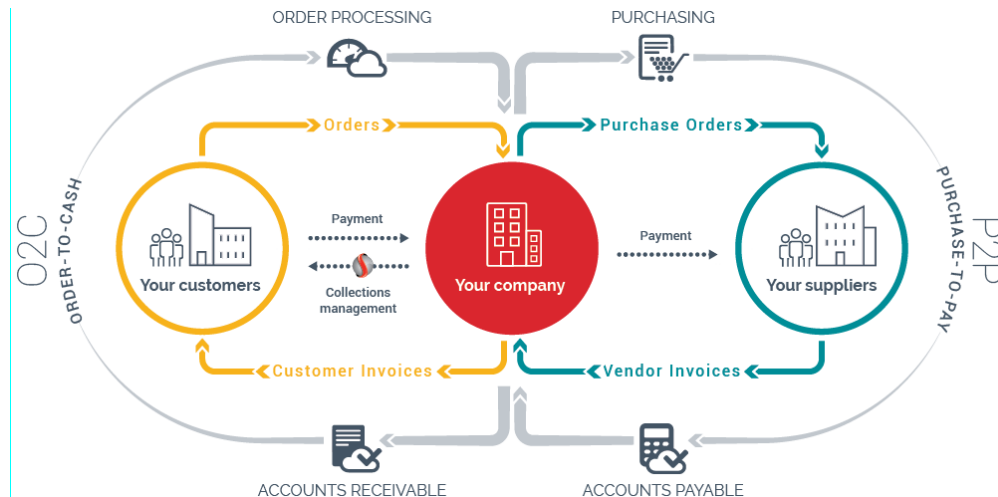 ORDER PROCESSING
PURCHASING
Orders
Purchase Orders
O2C
ORDER-TO-CASH
Payment
Collections
management
Your customers
Your company
Payment
Your suppliers
PURCHASE-TO-PAY
P2P
Customer Invoices
Vendor Invoices
ACCOUNTS RECEIVABLE
ACCOUNTS PAYABLE